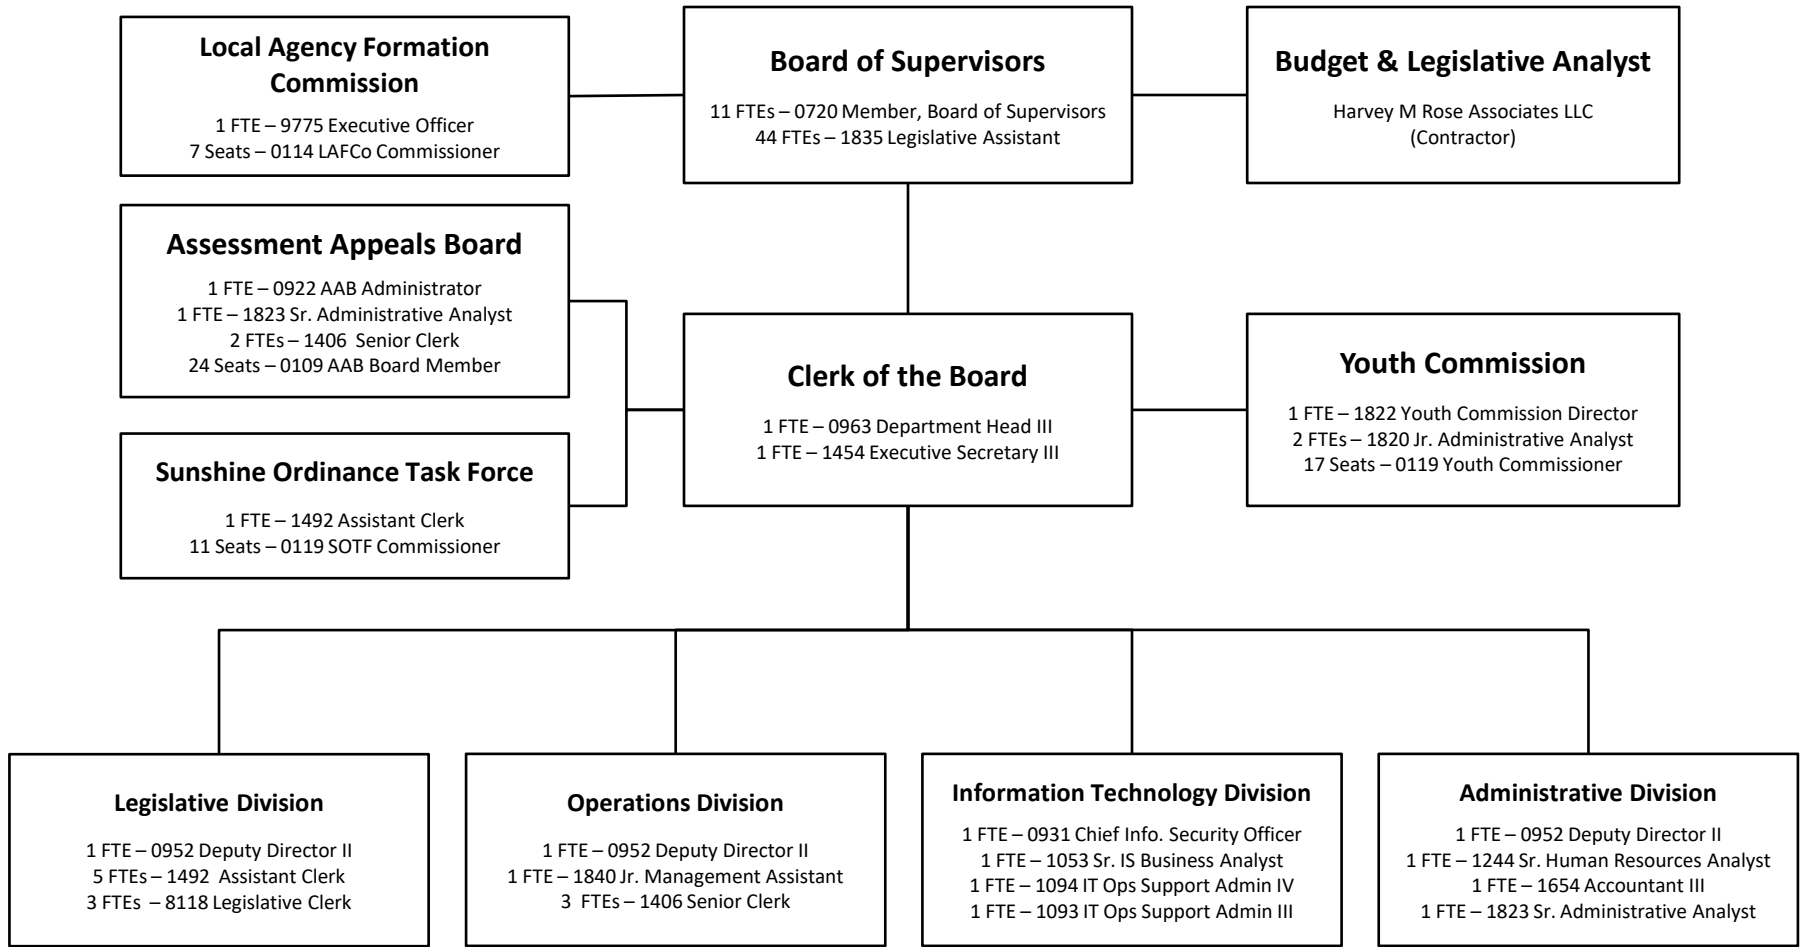 Local Agency Formation
Commission
1 FTE – 9775 Executive Officer
7 Seats – 0114 LAFCo Commissioner
Board of Supervisors
11 FTEs – 0720 Member, Board of Supervisors
44 FTEs – 1835 Legislative Assistant
Budget & Legislative Analyst
Harvey M Rose Associates LLC
(Contractor)
Assessment Appeals Board
1 FTE – 0922 AAB Administrator
1 FTE – 1823 Sr. Administrative Analyst
2 FTEs – 1406  Senior Clerk
24 Seats – 0109 AAB Board Member
Clerk of the Board
1 FTE – 0963 Department Head III
1 FTE – 1454 Executive Secretary III
Youth Commission
1 FTE – 1822 Youth Commission Director
2 FTEs – 1820 Jr. Administrative Analyst
17 Seats – 0119 Youth Commissioner
Sunshine Ordinance Task Force
1 FTE – 1492 Assistant Clerk
11 Seats – 0119 SOTF Commissioner
Legislative Division
1 FTE – 0952 Deputy Director II
5 FTEs – 1492  Assistant Clerk
3 FTEs  – 8118 Legislative Clerk
Operations Division
1 FTE – 0952 Deputy Director II
1 FTE – 1840 Jr. Management Assistant
3  FTEs – 1406 Senior Clerk
Information Technology Division
1 FTE – 0931 Chief Info. Security Officer
1 FTE – 1053 Sr. IS Business Analyst
1 FTE – 1094 IT Ops Support Admin IV
1 FTE – 1093 IT Ops Support Admin III
Administrative Division
1 FTE – 0952 Deputy Director II
1 FTE – 1244 Sr. Human Resources Analyst
1 FTE – 1654 Accountant III
1 FTE – 1823 Sr. Administrative Analyst